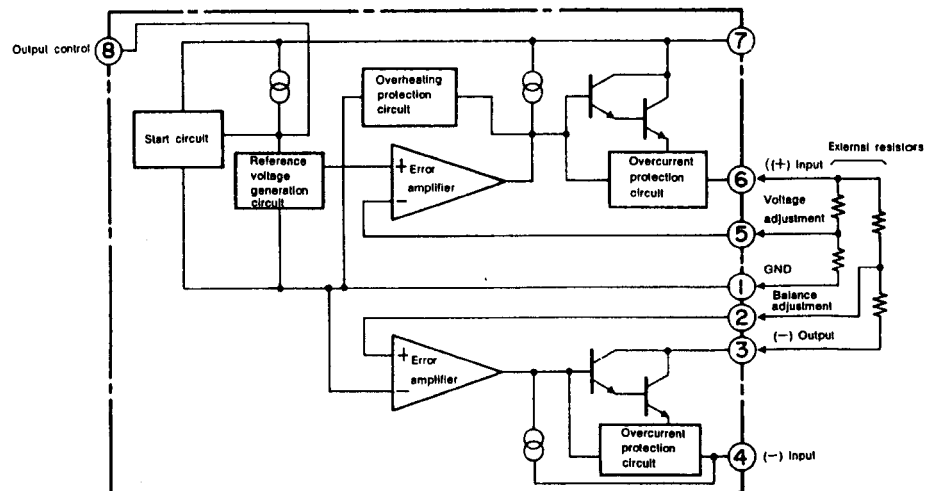 Output control
8
7
Overheating
protection
circuit
Start circuit
External resistors
Reference
voltage
generation
circuit
+
Error
amplifier
−
Overcurrent
protection
circuit
6
((+) Input
Voltage
adjustment
5
GND
1
Balance
adjustment
2
(−) Output
3
+
Error
amplifier
−
Overcurrent
protection
circuit
4
(−) Input